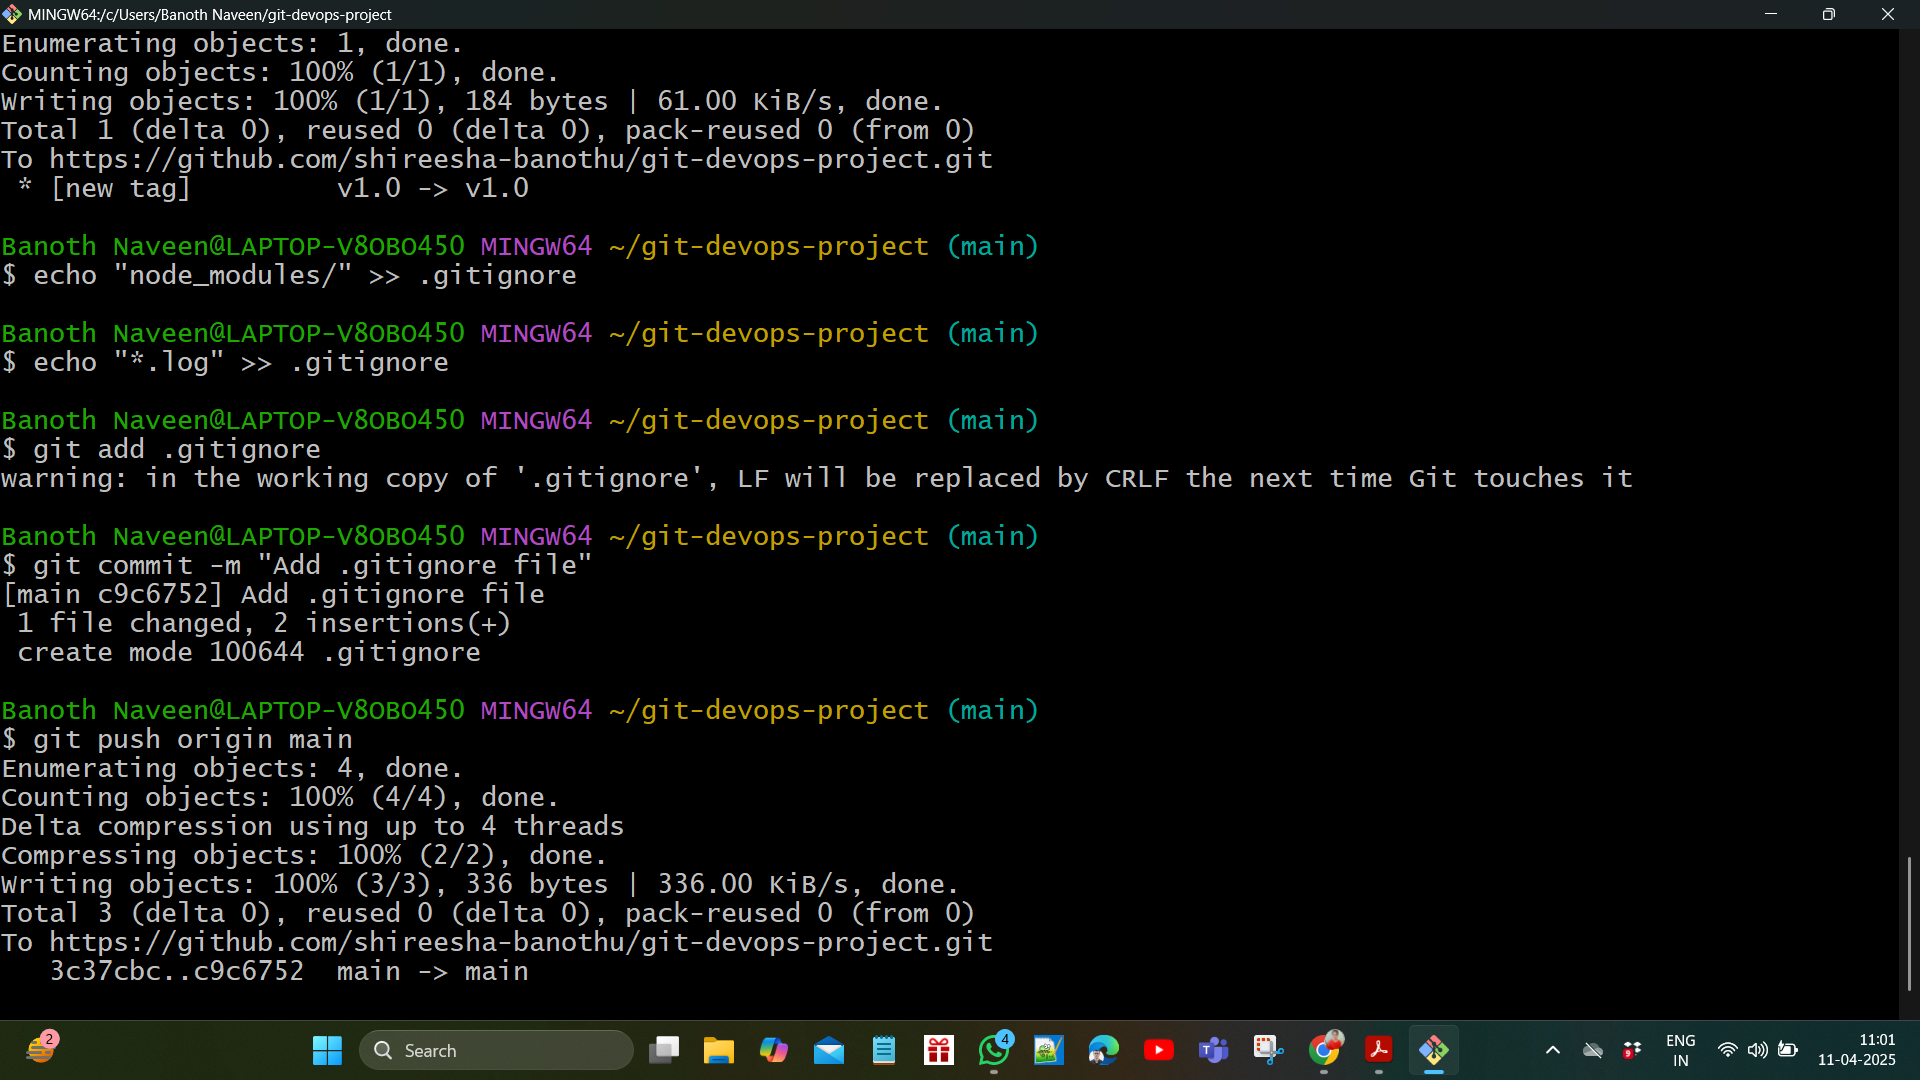 MINGW64:/c/Users/Banoth Naveen/git-devops-project
Enumerating objects: 1, done.
Counting objects: 100% (1/1), done.
Writing objects: 100% (1/1), 184 bytes | 61.00 KiB/s, done.
Total 1 (delta 0), reused 0 (delta 0), pack-reused 0 (from 0)
To https://github.com/shireesha-banothu/git-devops-project.git
 * [new tag]         v1.0 -> v1.0
Banoth Naveen@LAPTOP-V8OBO450 MINGW64 ~/git-devops-project (main)
$ echo "node_modules/" >> .gitignore
Banoth Naveen@LAPTOP-V8OBO450 MINGW64 ~/git-devops-project (main)
$ echo "*.log" >> .gitignore
Banoth Naveen@LAPTOP-V8OBO450 MINGW64 ~/git-devops-project (main)
$ git add .gitignore
warning: in the working copy of '.gitignore', LF will be replaced by CRLF the next time Git touches it
Banoth Naveen@LAPTOP-V8OBO450 MINGW64 ~/git-devops-project (main)
$ git commit -m "Add .gitignore file"
[main c9c6752] Add .gitignore file
 1 file changed, 2 insertions(+)
 create mode 100644 .gitignore
Banoth Naveen@LAPTOP-V8OBO450 MINGW64 ~/git-devops-project (main)
$ git push origin main
Enumerating objects: 4, done.
Counting objects: 100% (4/4), done.
Delta compression using up to 4 threads
Compressing objects: 100% (2/2), done.
Writing objects: 100% (3/3), 336 bytes | 336.00 KiB/s, done.
Total 3 (delta 0), reused 0 (delta 0), pack-reused 0 (from 0)
To https://github.com/shireesha-banothu/git-devops-project.git
   3c37cbc..c9c6752  main -> main
2
Search
4
9
ENG
IN
11:01
11-04-2025